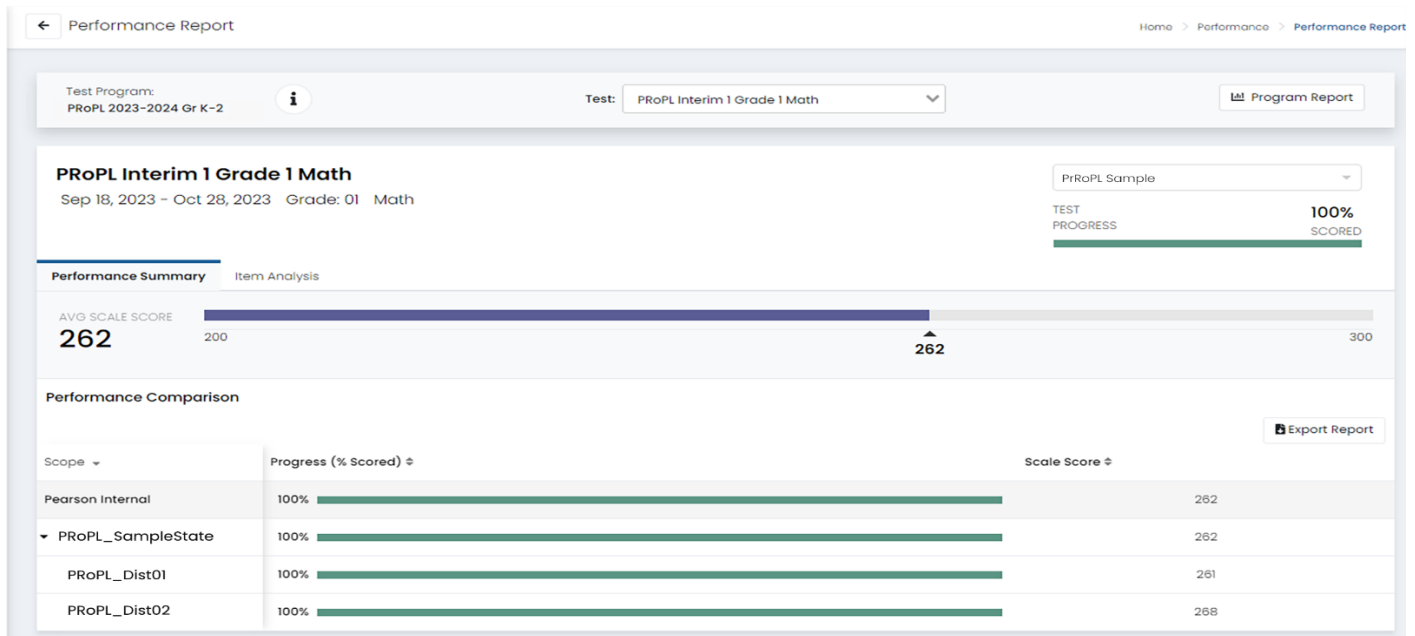 Performance Report
Home > Performance > Performance Report
Test Program:
PRoPL 2023-2024 Gr K-2
i
Test: PRoPL Interim 1 Grade 1 Math
Program Report
PRoPL Interim 1 Grade 1 Math
Sep 18, 2023 - Oct 28, 2023 Grade: 01 Math
PrRoPL Sample
TEST PROGRESS
100% SCORED
Performance Summary Item Analysis
AVG SCALE SCORE
262
200 262 300
Performance Comparison
Export Report
Scope Progress (% Scored) Scale Score
Pearson Internal 100% 262
PRoPL_SampleState 100% 262
PRoPL_Dist01 100% 261
PRoPL_Dist02 100% 268